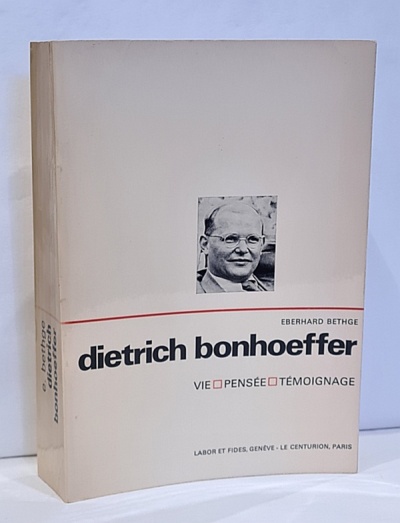 EBERHARD BETHGE
dietrich bonhoeffer
VIE□PENSÉE□TÉMOIGNAGE
LABOR ET FIDES, GENÈVE - LE CENTURION, PARIS
e. bethge
dietrich
bonhoeffer